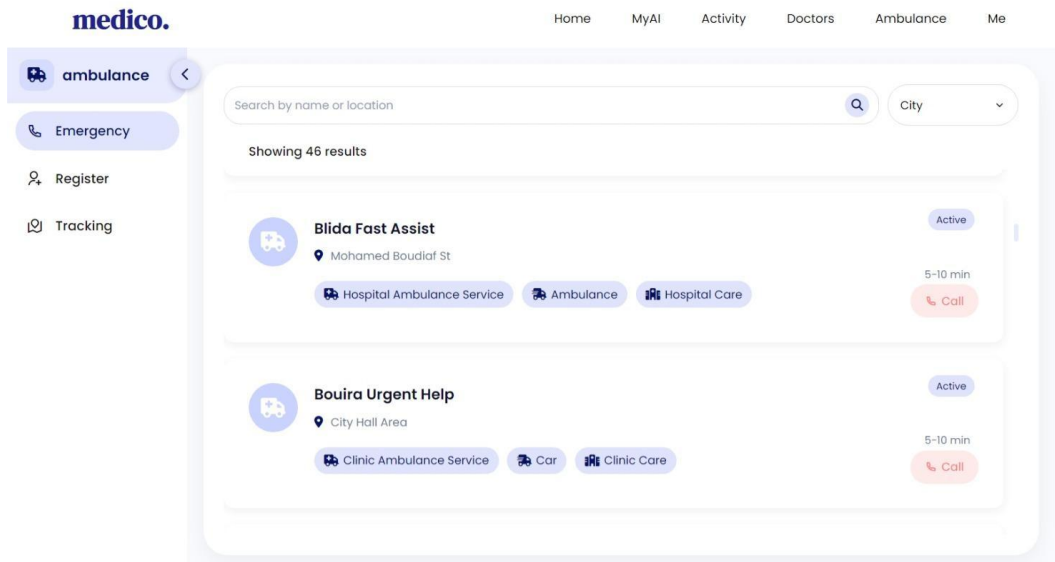 medico.
Home MyAI Activity Doctors Ambulance Me
ambulance
Emergency
Register
Tracking
Search by name or location
City
Showing 46 results
Blida Fast Assist
Active
Mohamed Boudiaf St
5-10 min
Hospital Ambulance Service Ambulance Hospital Care
Call
Bouira Urgent Help
Active
City Hall Area
5-10 min
Clinic Ambulance Service Car Clinic Care
Call